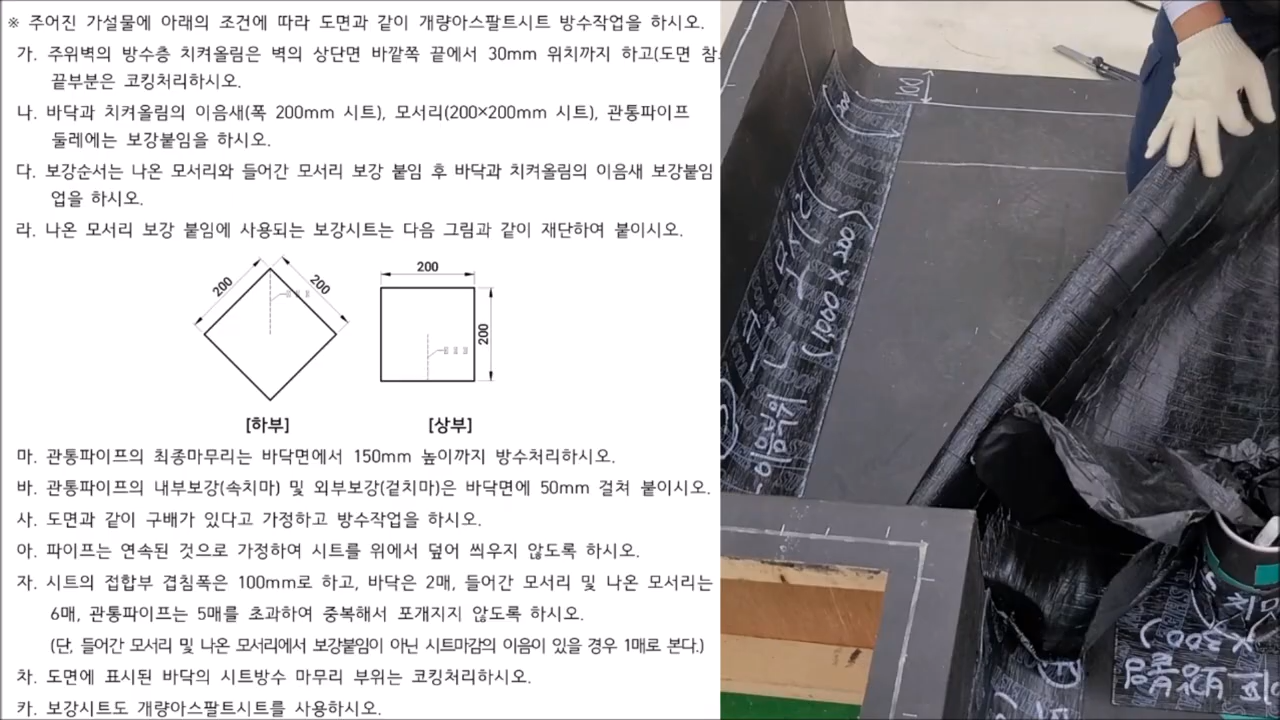 ※ 주어진 가설물에 아래의 조건에 따라 도면과 같이 개량아스팔트시트 방수작업을 하시오.
가. 주위벽의 방수층 치켜올림은 벽의 상단면 바깥쪽 끝에서 30mm 위치까지 하고(도면 참
끝부분은 코킹처리하시오.
나. 바닥과 치켜올림의 이음새(폭 200mm 시트), 모서리(200×200mm 시트), 관통파이프
둘레에는 보강붙임을 하시오.
다. 보강순서는 나온 모서리와 들어간 모서리 보강 붙임 후 바닥과 치켜올림의 이음새 보강붙임
업을 하시오.
라. 나온 모서리 보강 붙임에 사용되는 보강시트는 다음 그림과 같이 재단하여 붙이시오.
200 200
200
200
[하부] [상부]
마. 관통파이프의 최종마무리는 바닥면에서 150mm 높이까지 방수처리하시오.
바. 관통파이프의 내부보강(속치마) 및 외부보강(겉치마)은 바닥면에 50mm 걸쳐 붙이시오.
사. 도면과 같이 구배가 있다고 가정하고 방수작업을 하시오.
아. 파이프는 연속된 것으로 가정하여 시트를 위에서 덮어 씌우지 않도록 하시오.
자. 시트의 접합부 겹침폭은 100mm로 하고, 바닥은 2매, 들어간 모서리 및 나온 모서리는
6매, 관통파이프는 5매를 초과하여 중복해서 포개지지 않도록 하시오.
(단, 들어간 모서리 및 나온 모서리에서 보강붙임이 아닌 시트마감의 이음이 있을 경우 1매로 본다.)
차. 도면에 표시된 바닥의 시트방수 마무리 부위는 코킹처리하시오.
카. 보강시트도 개량아스팔트시트를 사용하시오.
100
(1,000 X 200)
X 300)